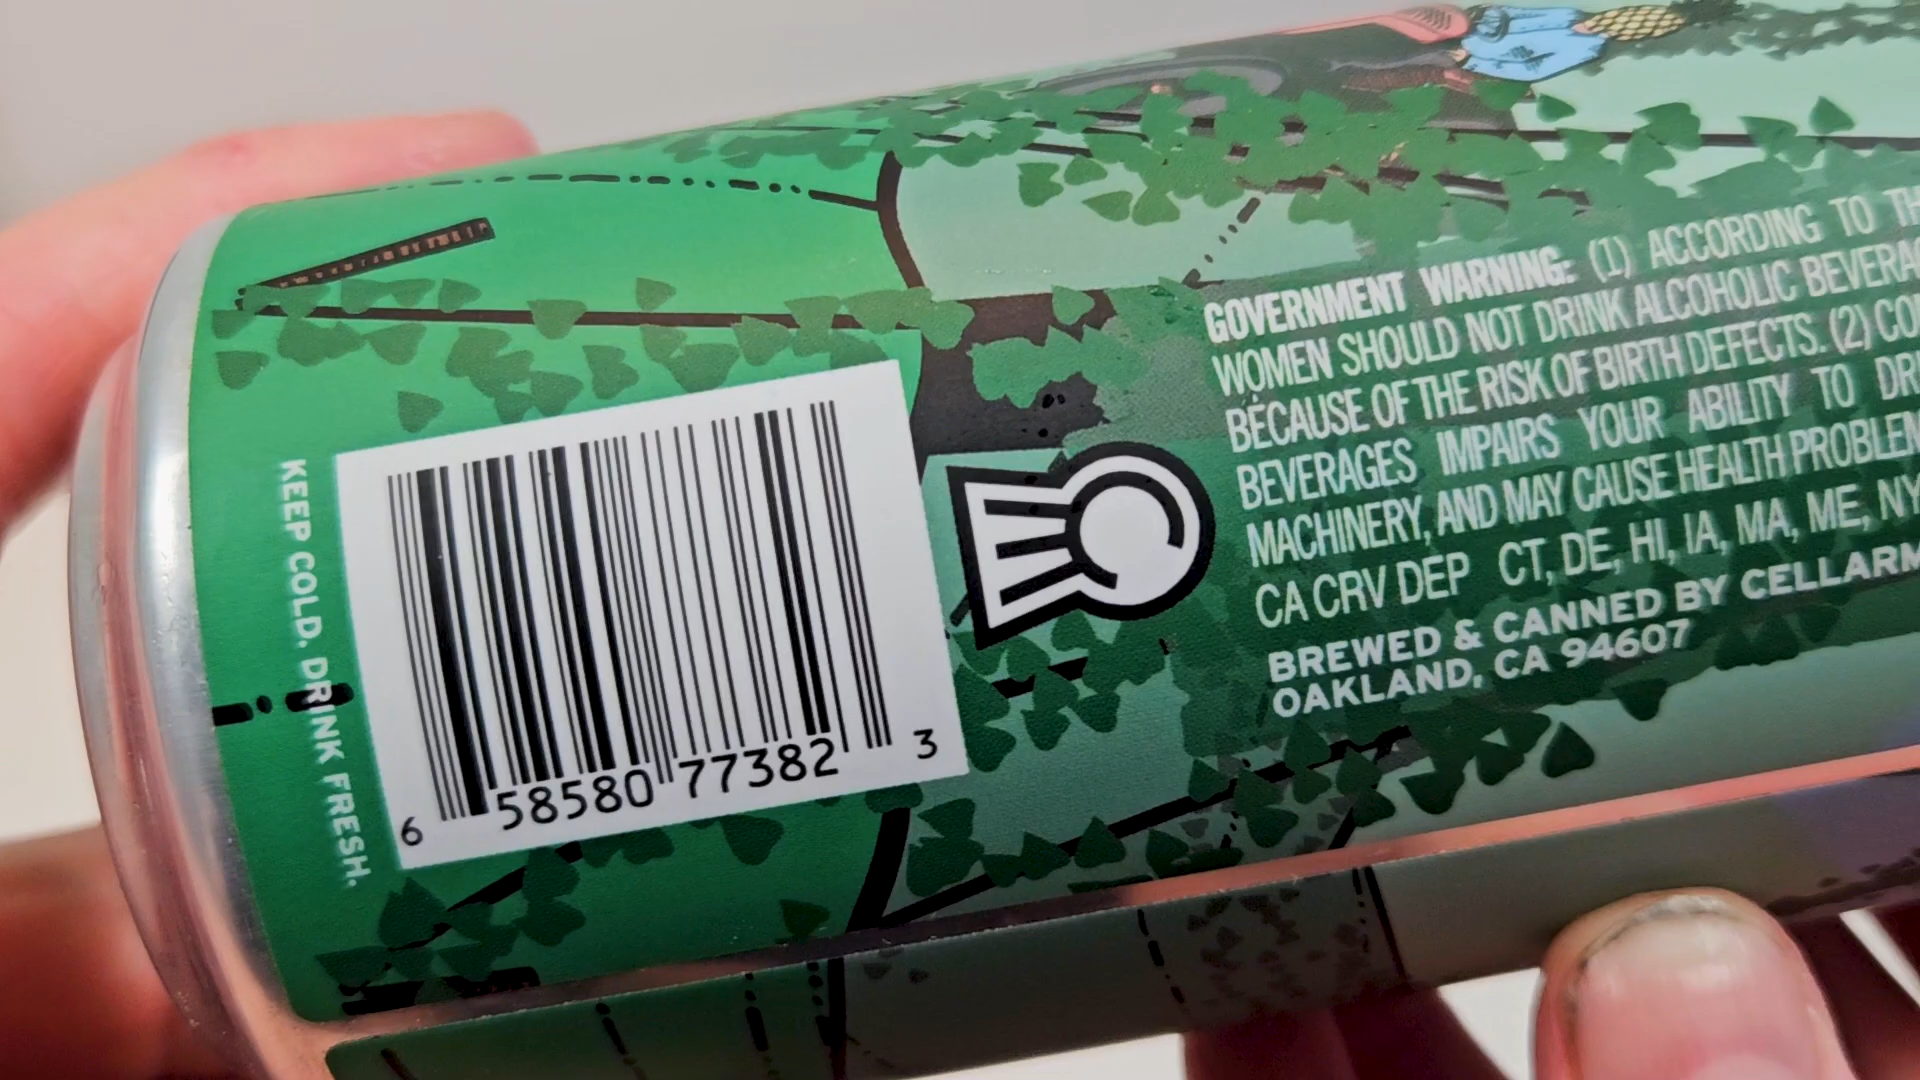 KEEP COLD. DRINK FRESH.
6 58580 77382 3
GOVERNMENT WARNING: (1) ACCORDING TO
WOMEN SHOULD NOT DRINK ALCOHOLIC
BECAUSE OF THE RISK OF BIRTH DEFECTS. (2)
BEVERAGES IMPAIRS YOUR ABILITY TO
MACHINERY, AND MAY CAUSE HEALTH
CA CRV DEP CT, DE, HI, IA, MA, ME, NY
BREWED & CANNED BY
OAKLAND, CA 94607